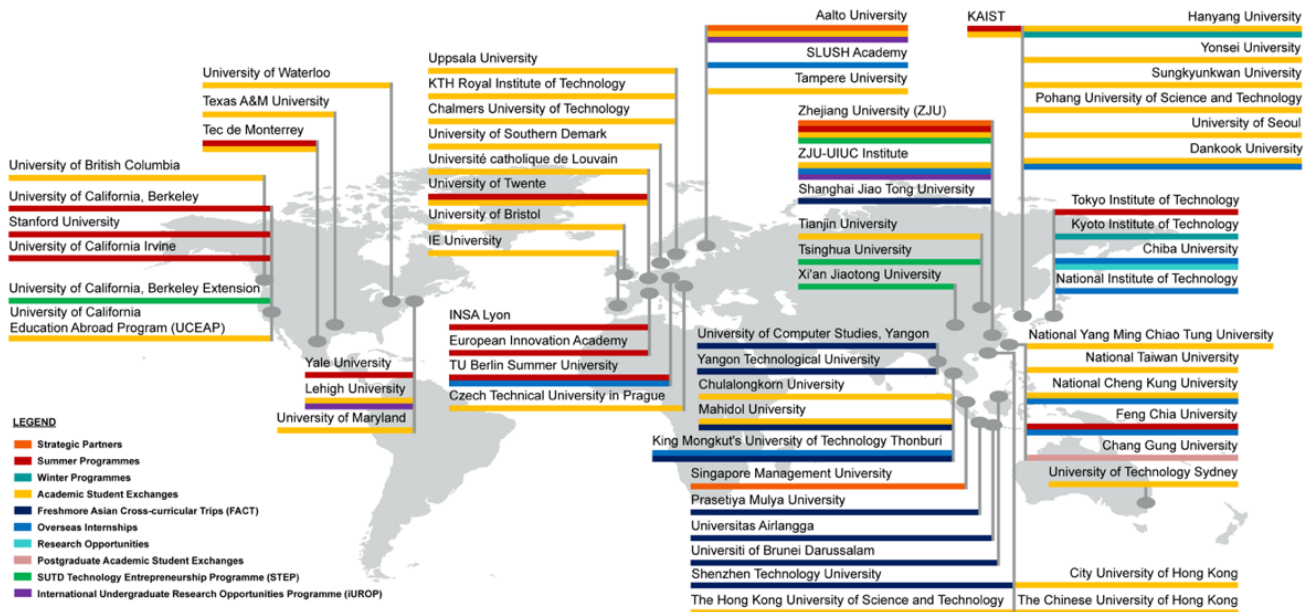 Aalto University
SLUSH Academy
Tampere University
KAIST
Hanyang University
Yonsei University
Sungkyunkwan University
Pohang University of Science and Technology
University of Seoul
Dankook University
University of Waterloo
Texas A&M University
Tec de Monterrey
Uppsala University
KTH Royal Institute of Technology
Chalmers University of Technology
University of Southern Demark
Université catholique de Louvain
University of Twente
University of Bristol
IE University
Zhejiang University (ZJU)
ZJU-UIUC Institute
Shanghai Jiao Tong University
Tianjin University
Tsinghua University
Xi'an Jiaotong University
Tokyo Institute of Technology
Kyoto Institute of Technology
Chiba University
National Institute of Technology
University of British Columbia
University of California, Berkeley
Stanford University
University of California Irvine
University of California, Berkeley Extension
University of California
Education Abroad Program (UCEAP)
Yale University
Lehigh University
University of Maryland
INSA Lyon
European Innovation Academy
TU Berlin Summer University
Czech Technical University in Prague
University of Computer Studies, Yangon
Yangon Technological University
Chulalongkorn University
Mahidol University
King Mongkut's University of Technology Thonburi
Singapore Management University
Prasetiya Mulya University
Universitas Airlangga
Universiti of Brunei Darussalam
Shenzhen Technology University
The Hong Kong University of Science and Technology
National Yang Ming Chiao Tung University
National Taiwan University
National Cheng Kung University
Feng Chia University
Chang Gung University
University of Technology Sydney
City University of Hong Kong
The Chinese University of Hong Kong
LEGEND
Strategic Partners
Summer Programmes
Winter Programmes
Academic Student Exchanges
Freshmore Asian Cross-curricular Trips (FACT)
Overseas Internships
Research Opportunities
Postgraduate Academic Student Exchanges
SUTD Technology Entrepreneurship Programme (STEP)
International Undergraduate Research Opportunities Programme (iUROP)